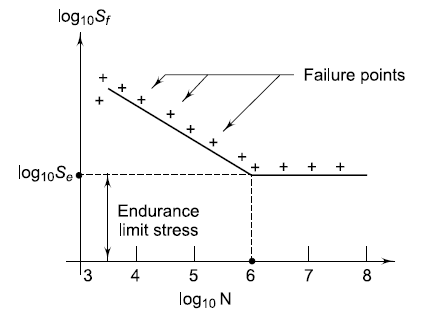 log10Sf
Failure points
log10Se
Endurance
limit stress
3 4 5 6 7 8
log10 N